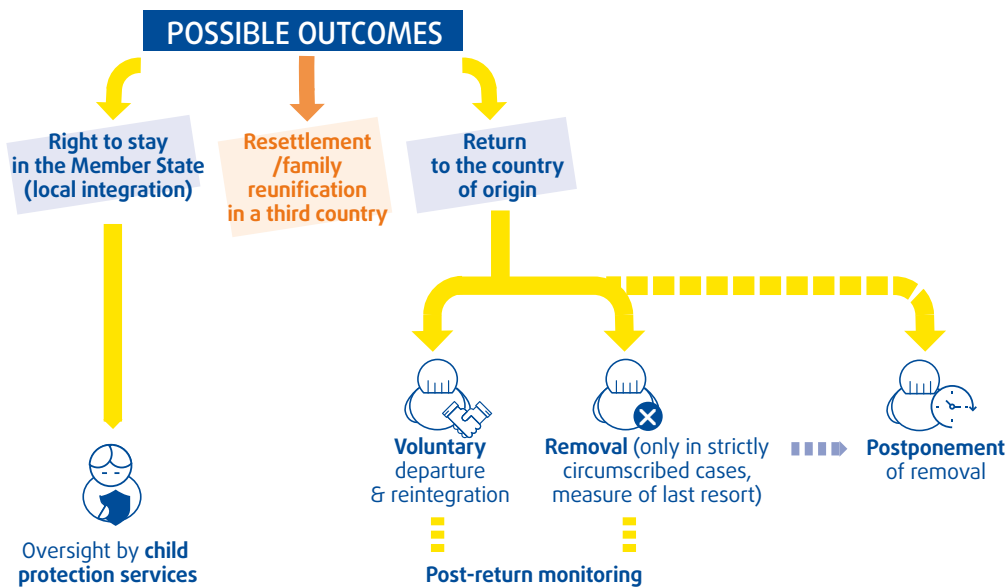 POSSIBLE OUTCOMES
Right to stay
in the Member State
(local integration)
Resettlement
/family
reunification
in a third country
Return
to the country
of origin
Voluntary
departure
& reintegration
Removal (only in strictly
circumscribed cases,
measure of last resort)
Postponement
of removal
Oversight by child
protection services
Post-return monitoring